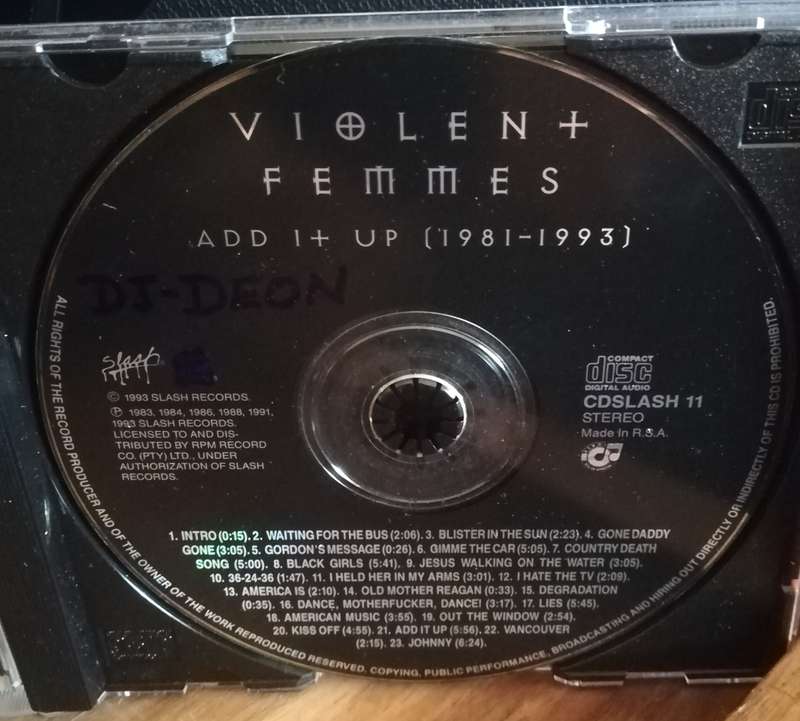 VIOLENT
FEMMES
ADD IT UP (1981-1993)
DJ-DEON
Slash
© 1993 SLASH RECORDS.
℗ 1983, 1984, 1986, 1988, 1991,
1993 SLASH RECORDS.
LICENSED TO AND DIS-
TRIBUTED BY RPM RECORD
CO. (PTY) LTD., UNDER
AUTHORIZATION OF SLASH
RECORDS.
COMPACT
disc
DIGITAL AUDIO
CDSLASH 11
STEREO
Made in R.S.A.
1. INTRO (0:15). 2. WAITING FOR THE BUS (2:06). 3. BLISTER IN THE SUN (2:23). 4. GONE DADDY
GONE (3:05). 5. GORDON'S MESSAGE (0:26). 6. GIMME THE CAR (5:05). 7. COUNTRY DEATH
SONG (5:00). 8. BLACK GIRLS (5:41). 9. JESUS WALKING ON THE WATER (3:05).
10. 36-24-36 (1:47). 11. I HELD HER IN MY ARMS (3:01). 12. I HATE THE TV (2:09).
13. AMERICA IS (2:10). 14. OLD MOTHER REAGAN (0:33). 15. DEGRADATION
(0:35). 16. DANCE, MOTHERFUCKER, DANCE! (3:17). 17. LIES (5:45).
18. AMERICAN MUSIC (3:55). 19. OUT THE WINDOW (2:54).
20. KISS OFF (4:55). 21. ADD IT UP (5:56). 22. VANCOUVER
(2:15). 23. JOHNNY (6:24).
ALL RIGHTS OF THE RECORD PRODUCER AND OF THE OWNER OF THE WORK REPRODUCED RESERVED. COPYING, PUBLIC PERFORMANCE, BROADCASTING AND HIRING OUT DIRECTLY OR INDIRECTLY OF THIS CD IS PROHIBITED.
disc